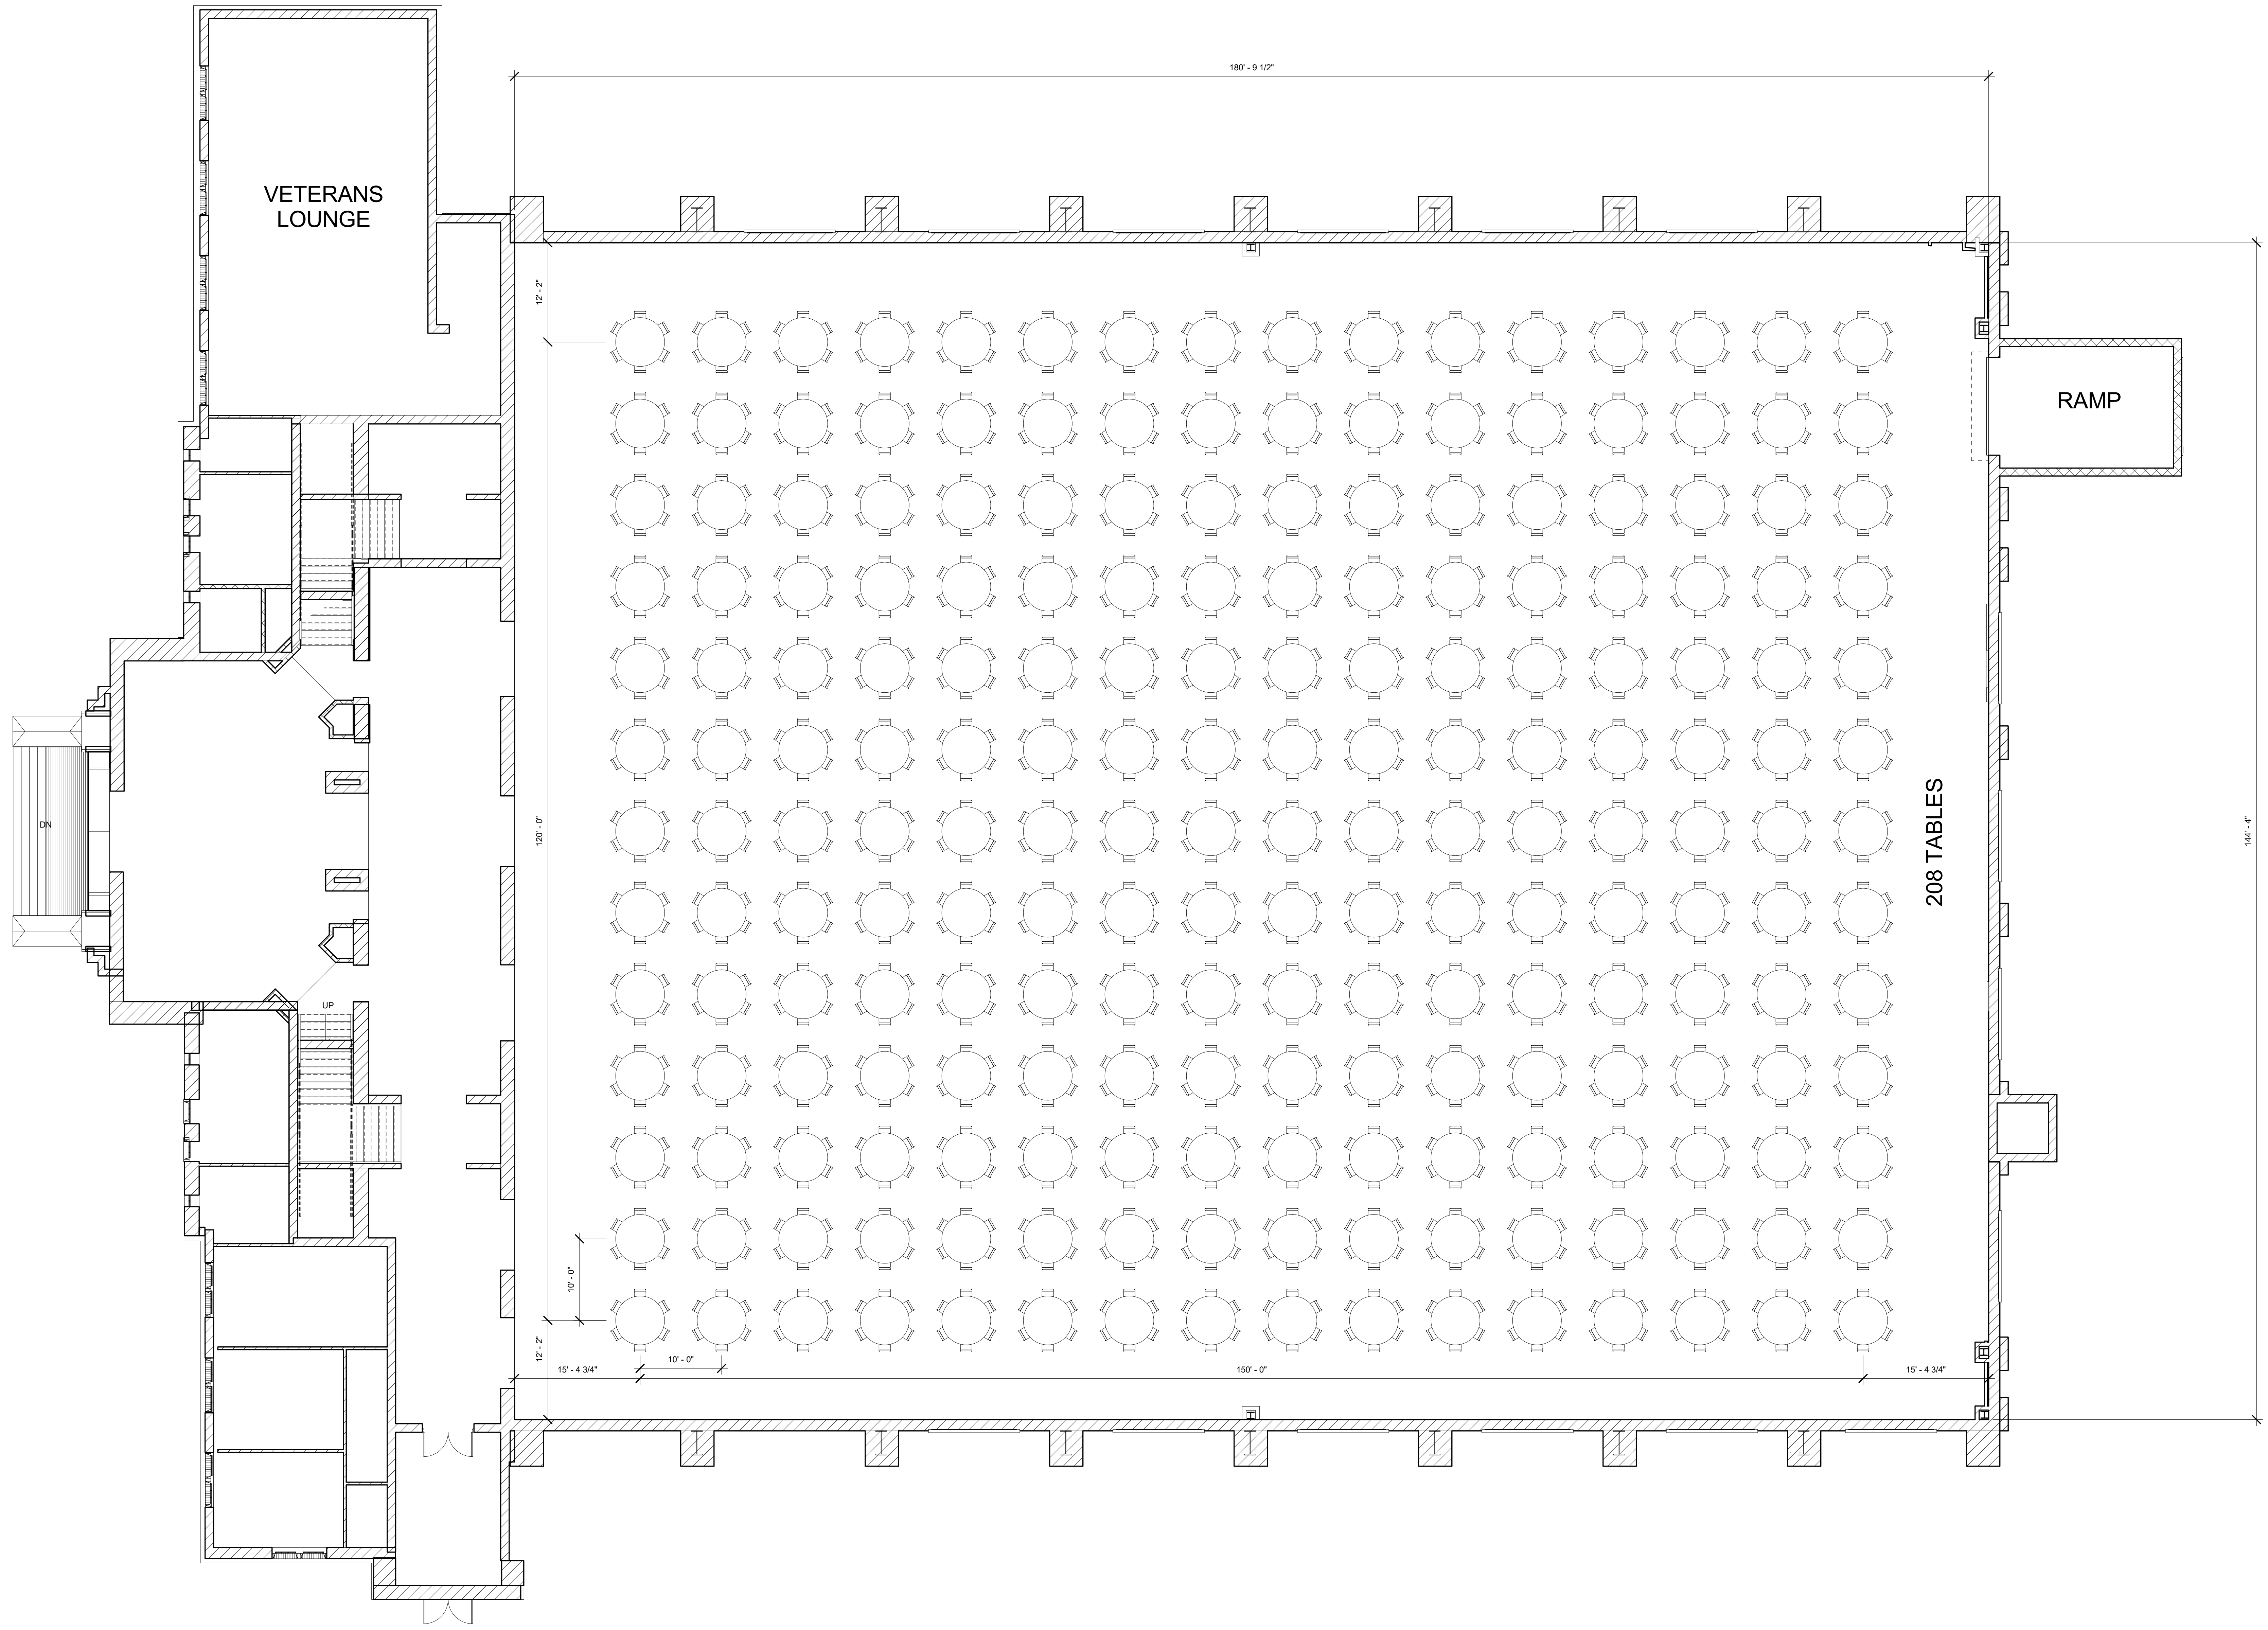 180' - 9 1/2"
VETERANS
LOUNGE
12' - 2"
RAMP
DN
120' - 0"
208 TABLES
144' - 4"
UP
10' - 0"
12' - 2"
15' - 4 3/4"
10' - 0"
150' - 0"
15' - 4 3/4"